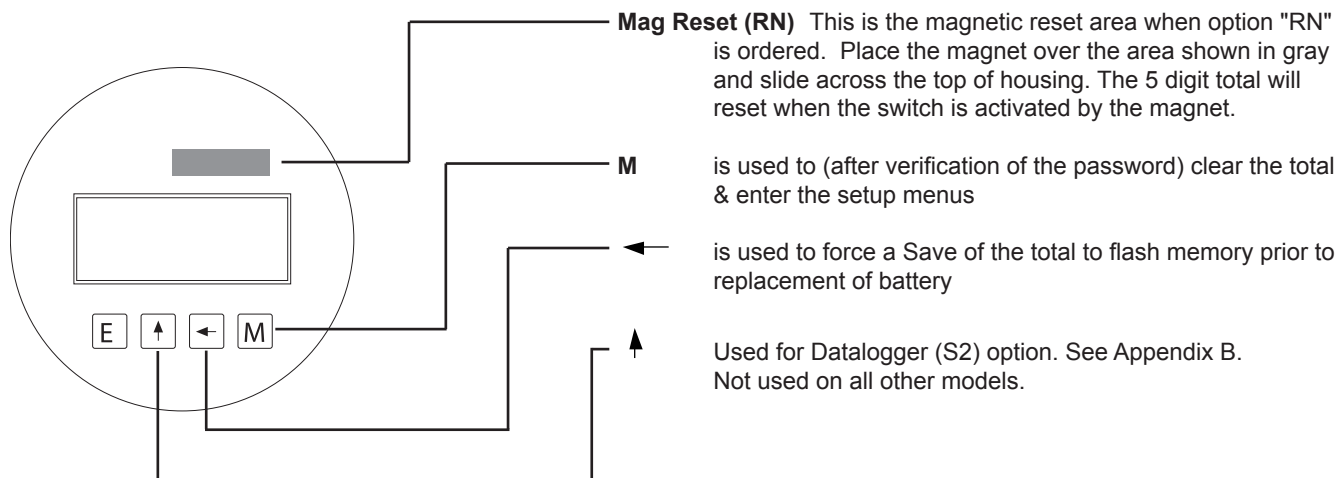 Mag Reset (RN) This is the magnetic reset area when option "RN"
is ordered. Place the magnet over the area shown in gray
and slide across the top of housing. The 5 digit total will
reset when the switch is activated by the magnet.
M is used to (after verification of the password) clear the total
& enter the setup menus
← is used to force a Save of the total to flash memory prior to
replacement of battery
↑ Used for Datalogger (S2) option. See Appendix B.
Not used on all other models.
E ↑ ← M